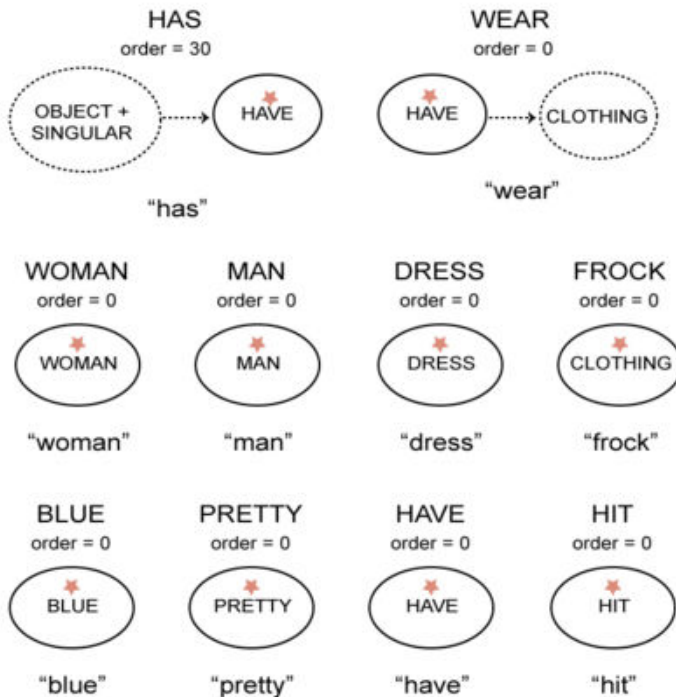 HAS
order = 30
OBJECT +
SINGULAR
HAVE
“has”
WEAR
order = 0
HAVE
CLOTHING
“wear”
WOMAN
order = 0
WOMAN
“woman”
MAN
order = 0
MAN
“man”
DRESS
order = 0
DRESS
“dress”
FROCK
order = 0
CLOTHING
“frock”
BLUE
order = 0
BLUE
“blue”
PRETTY
order = 0
PRETTY
“pretty”
HAVE
order = 0
HAVE
“have”
HIT
order = 0
HIT
“hit”